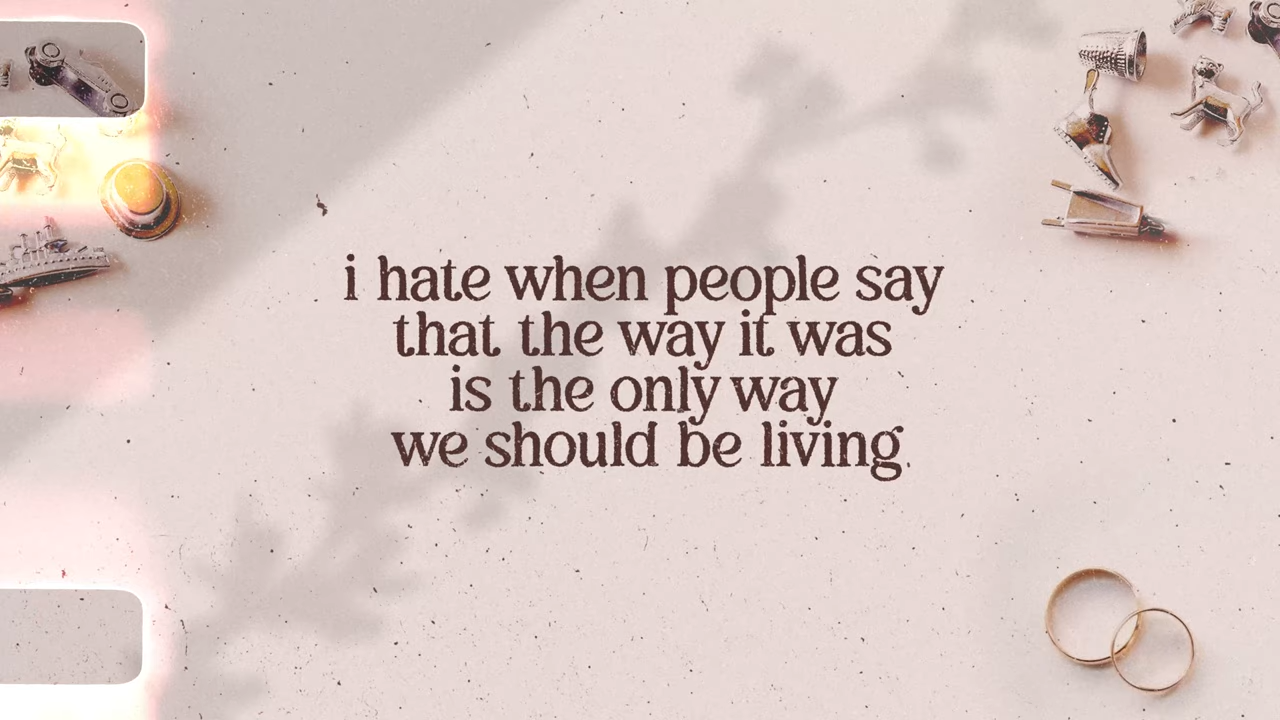 i hate when people say
that the way it was
is the only way
we should be living